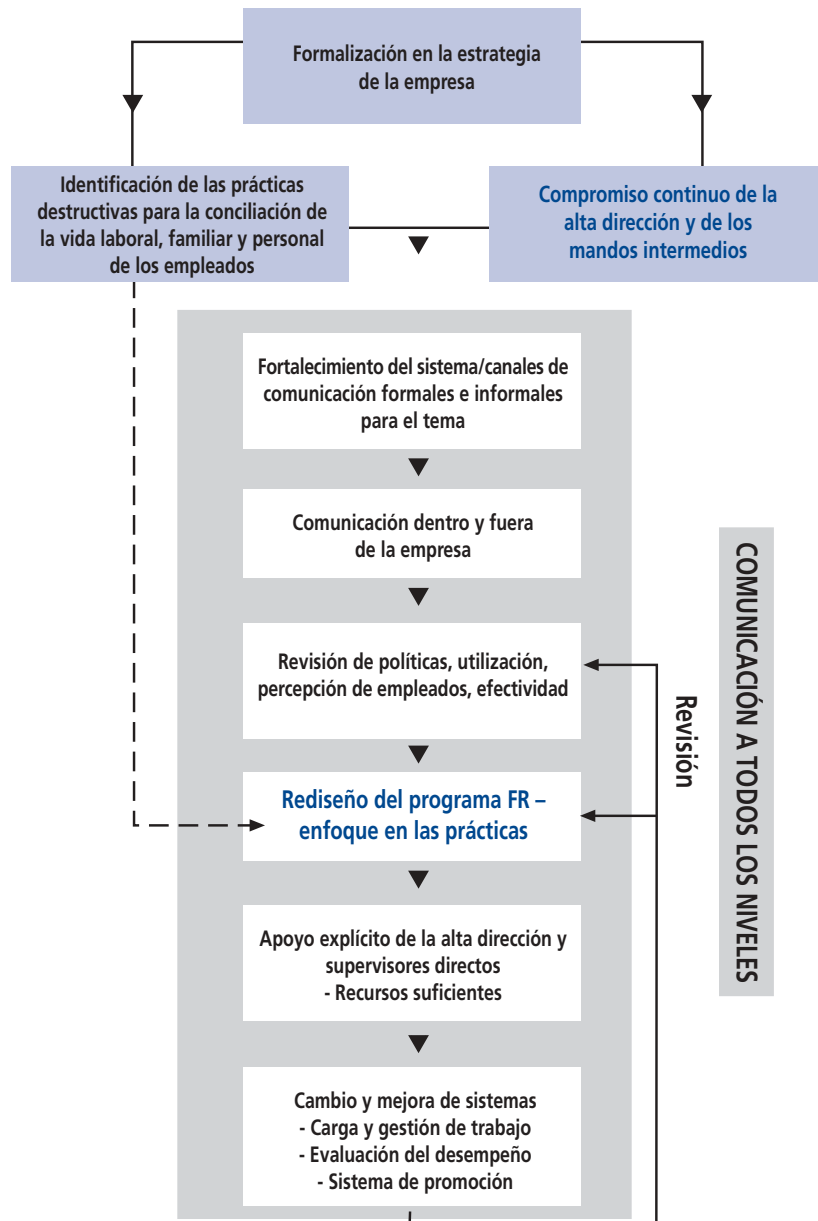 Formalización en la estrategia
de la empresa
Identificación de las prácticas
destructivas para la conciliación de
la vida laboral, familiar y personal
de los empleados
Compromiso continuo de la
alta dirección y de los
mandos intermedios
Fortalecimiento del sistema/canales de
comunicación formales e informales
para el tema
Comunicación dentro y fuera
de la empresa
Revisión de políticas, utilización,
percepción de empleados, efectividad
Rediseño del programa FR –
enfoque en las prácticas
Apoyo explícito de la alta dirección y
supervisores directos
- Recursos suficientes
Cambio y mejora de sistemas
- Carga y gestión de trabajo
- Evaluación del desempeño
- Sistema de promoción
Revisión
COMUNICACIÓN A TODOS LOS NIVELES